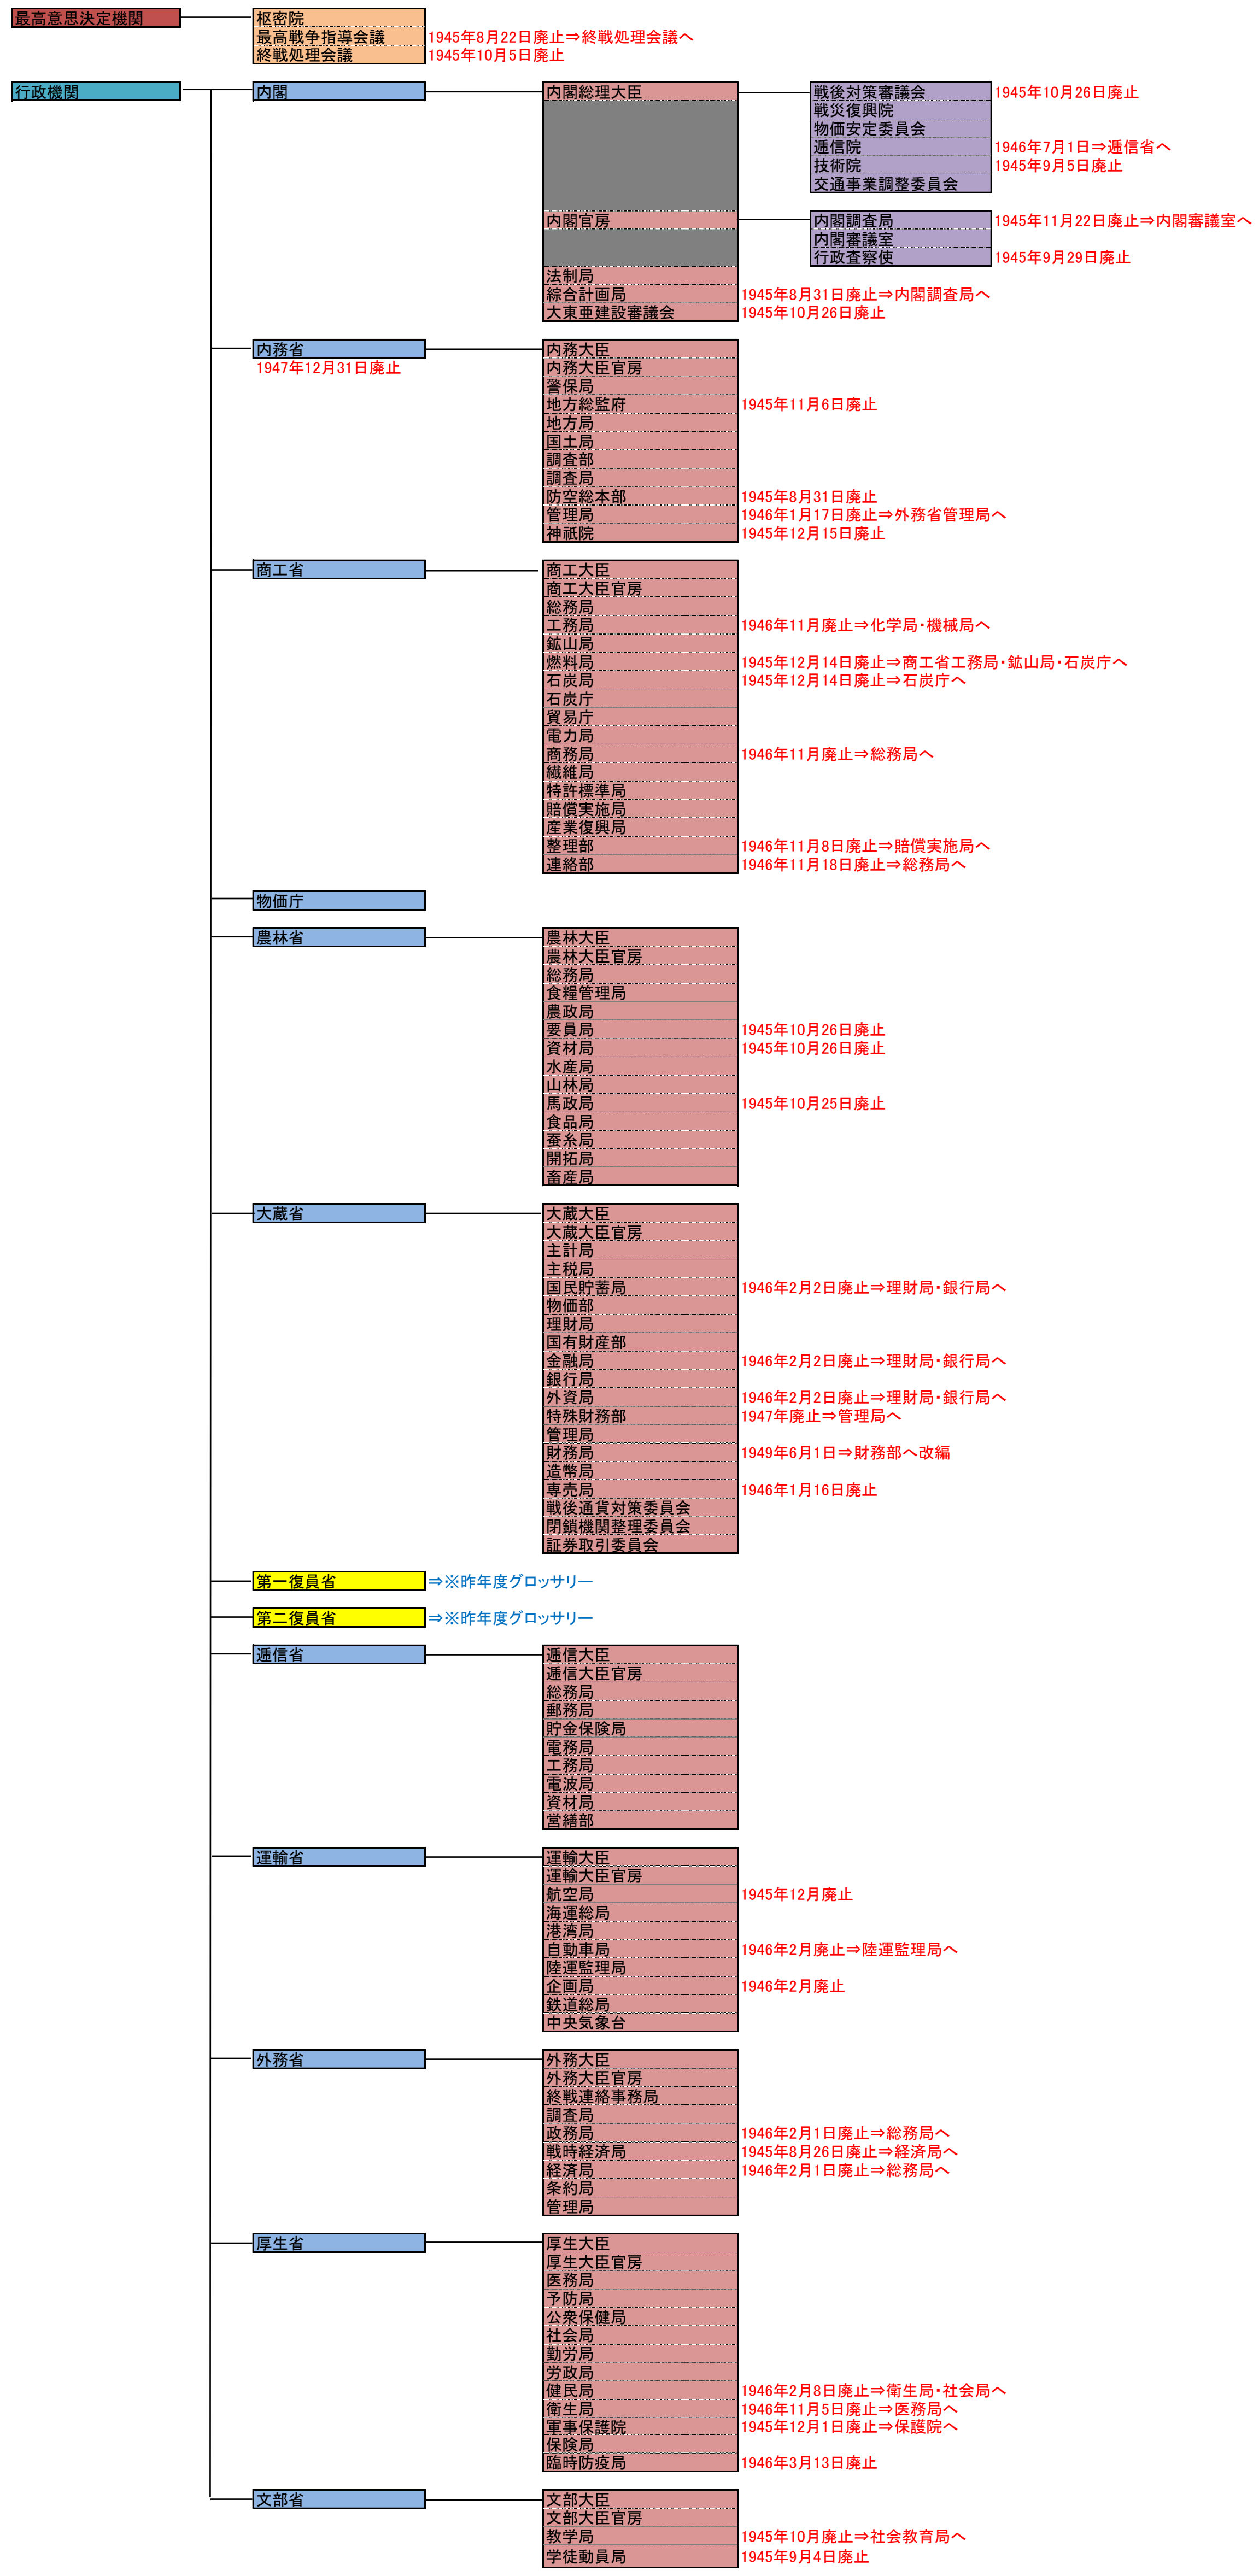 最高意思決定機関
枢密院
最高戦争指導会議 1945年8月22日廃止⇒終戦処理会議へ
終戦処理会議 1945年10月5日廃止
行政機関
内閣
内閣総理大臣
戦後対策審議会 1945年10月26日廃止
戦災復興院
物価安定委員会
逓信院 1946年7月1日⇒逓信省へ
技術院 1945年9月5日廃止
交通事業調整委員会
内閣官房
内閣調査局 1945年11月22日廃止⇒内閣審議室へ
内閣審議室
行政査察使 1945年9月29日廃止
法制局
綜合計画局 1945年8月31日廃止⇒内閣調査局へ
大東亜建設審議会 1945年10月26日廃止
内務省
1947年12月31日廃止
内務大臣
内務大臣官房
警保局
地方総監府 1945年11月6日廃止
地方局
国土局
調査部
調査局
防空総本部 1945年8月31日廃止
管理局 1946年1月17日廃止⇒外務省管理局へ
神祇院 1945年12月15日廃止
商工省
商工大臣
商工大臣官房
総務局
工務局 1946年11月廃止⇒化学局・機械局へ
鉱山局
燃料局 1945年12月14日廃止⇒商工省工務局・鉱山局・石炭庁へ
石炭局 1945年12月14日廃止⇒石炭庁へ
石炭庁
貿易庁
電力局
商務局 1946年11月廃止⇒総務局へ
繊維局
特許標準局
賠償実施局
産業復興局
整理部 1946年11月8日廃止⇒賠償実施局へ
連絡部 1946年11月18日廃止⇒総務局へ
物価庁
農林省
農林大臣
農林大臣官房
総務局
食糧管理局
農政局
要員局 1945年10月26日廃止
資材局 1945年10月26日廃止
水産局
山林局
馬政局 1945年10月25日廃止
食品局
蚕糸局
開拓局
畜産局
大蔵省
大蔵大臣
大蔵大臣官房
主計局
主税局
国民貯蓄局 1946年2月2日廃止⇒理財局・銀行局へ
物価部
理財局
国有財産部
金融局 1946年2月2日廃止⇒理財局・銀行局へ
銀行局
外資局 1946年2月2日廃止⇒理財局・銀行局へ
特殊財務部 1947年廃止⇒管理局へ
管理局
財務局 1949年6月1日⇒財務部へ改編
造幣局
専売局 1946年1月16日廃止
戦後通貨対策委員会
閉鎖機関整理委員会
証券取引委員会
第一復員省 ⇒※昨年度グロッサリー
第二復員省 ⇒※昨年度グロッサリー
逓信省
逓信大臣
逓信大臣官房
総務局
郵務局
貯金保険局
電務局
工務局
電波局
資材局
営繕部
運輸省
運輸大臣
運輸大臣官房
航空局 1945年12月廃止
海運総局
港湾局
自動車局 1946年2月廃止⇒陸運監理局へ
陸運監理局
企画局 1946年2月廃止
鉄道総局
中央気象台
外務省
外務大臣
外務大臣官房
終戦連絡事務局
調査局
政務局 1946年2月1日廃止⇒総務局へ
戦時経済局 1945年8月26日廃止⇒経済局へ
経済局 1946年2月1日廃止⇒総務局へ
条約局
管理局
厚生省
厚生大臣
厚生大臣官房
医務局
予防局
公衆保健局
社会局
勤労局
労政局
健民局 1946年2月8日廃止⇒衛生局・社会局へ
衛生局 1946年11月5日廃止⇒医務局へ
軍事保護院 1945年12月1日廃止⇒保護院へ
保険局
臨時防疫局 1946年3月13日廃止
文部省
文部大臣
文部大臣官房
教学局 1945年10月廃止⇒社会教育局へ
学徒動員局 1945年9月4日廃止